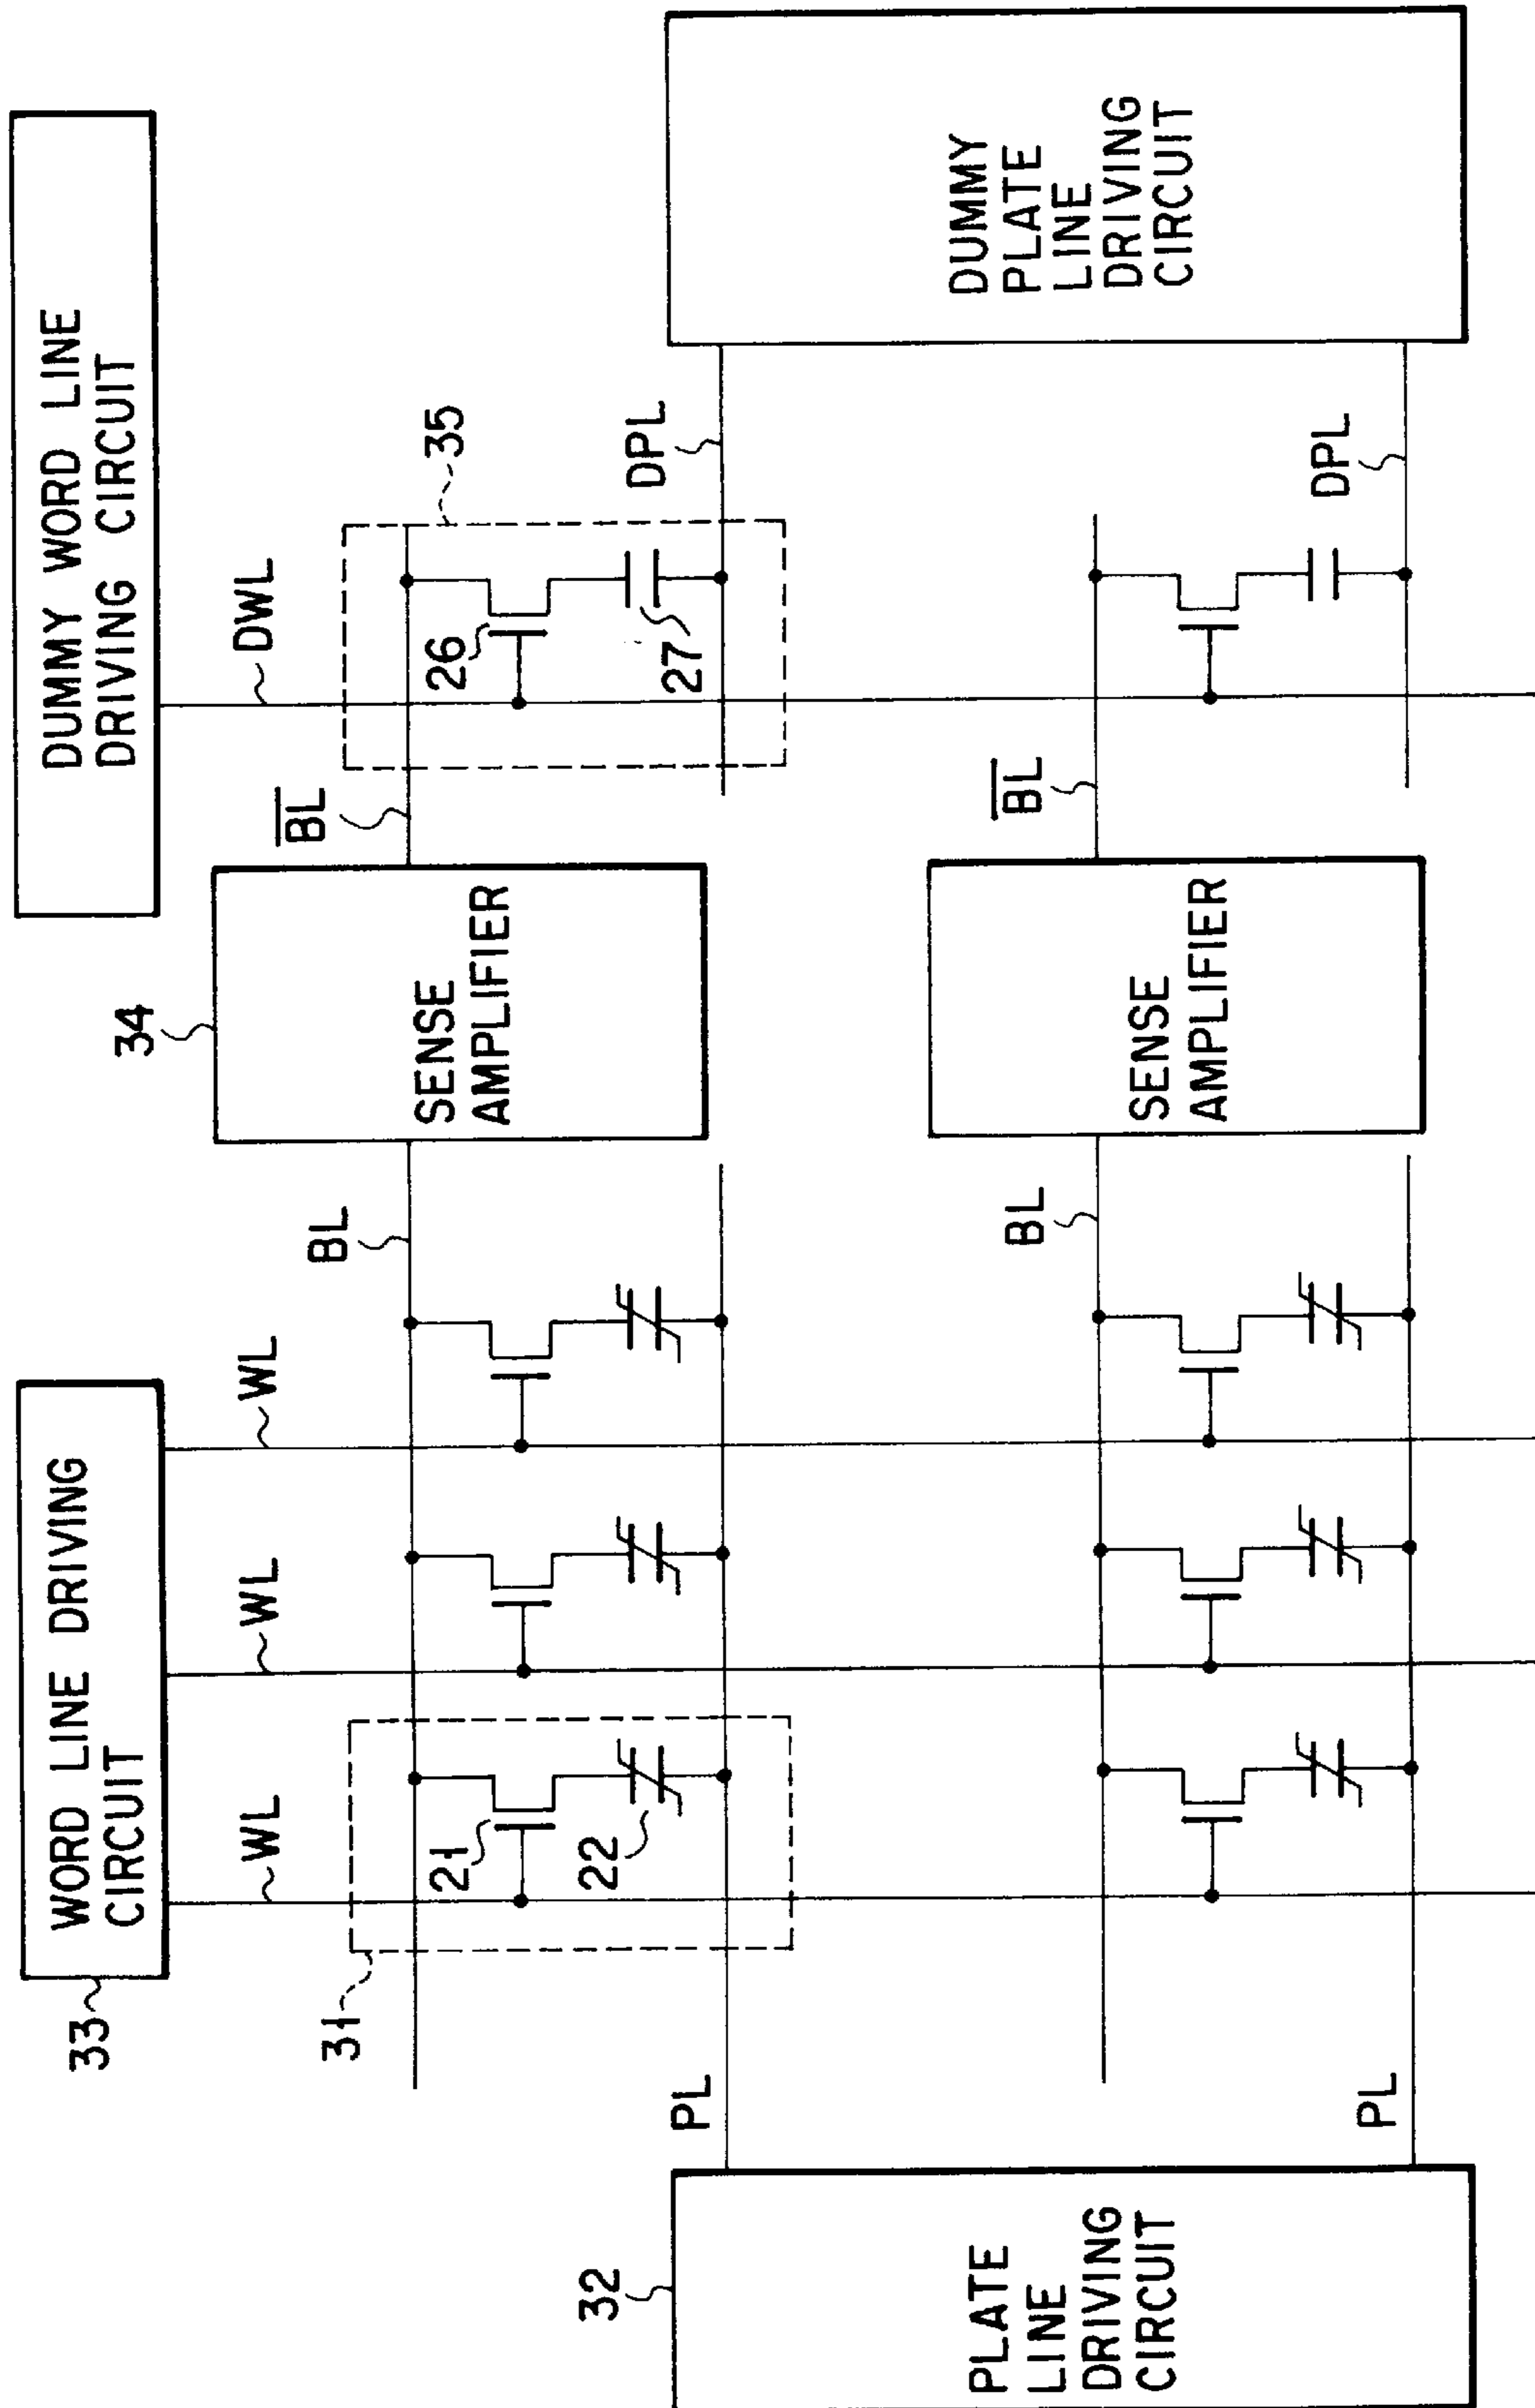 WORD LINE DRIVING
CIRCUIT
33
DUMMY WORD LINE
DRIVING CIRCUIT
WL
WL
WL
DWL
34
31
BL
BL
35
21
22
SENSE
AMPLIFIER
26
27
DPL
32
PL
PLATE
LINE
DRIVING
CIRCUIT
DUMMY
PLATE
LINE
DRIVING
CIRCUIT
BL
BL
SENSE
AMPLIFIER
PL
DPL